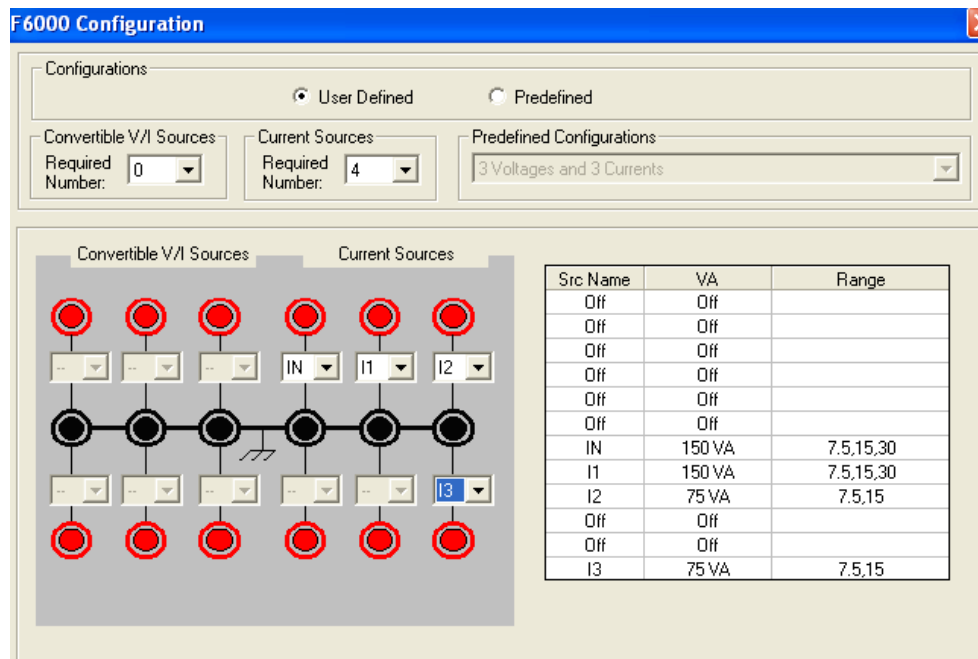 F6000 Configuration
Configurations
User Defined Predefined
Convertible V/I Sources Current Sources Predefined Configurations
Required Number: 0 Required Number: 4 3 Voltages and 3 Currents
Convertible V/I Sources Current Sources
-- -- -- IN I1 I2
-- -- -- -- -- I3
Src Name VA Range
Off Off
Off Off
Off Off
Off Off
Off Off
Off Off
IN 150 VA 7.5,15,30
I1 150 VA 7.5,15,30
I2 75 VA 7.5,15
Off Off
Off Off
I3 75 VA 7.5,15